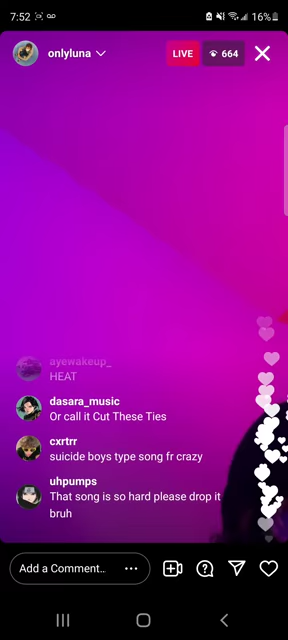 7:52
16%
onlyluna
LIVE
664
ayewakeup_
HEAT
dasara_music
Or call it Cut These Ties
cxrtrr
suicide boys type song fr crazy
uhpumps
That song is so hard please drop it
bruh
Add a Comment..